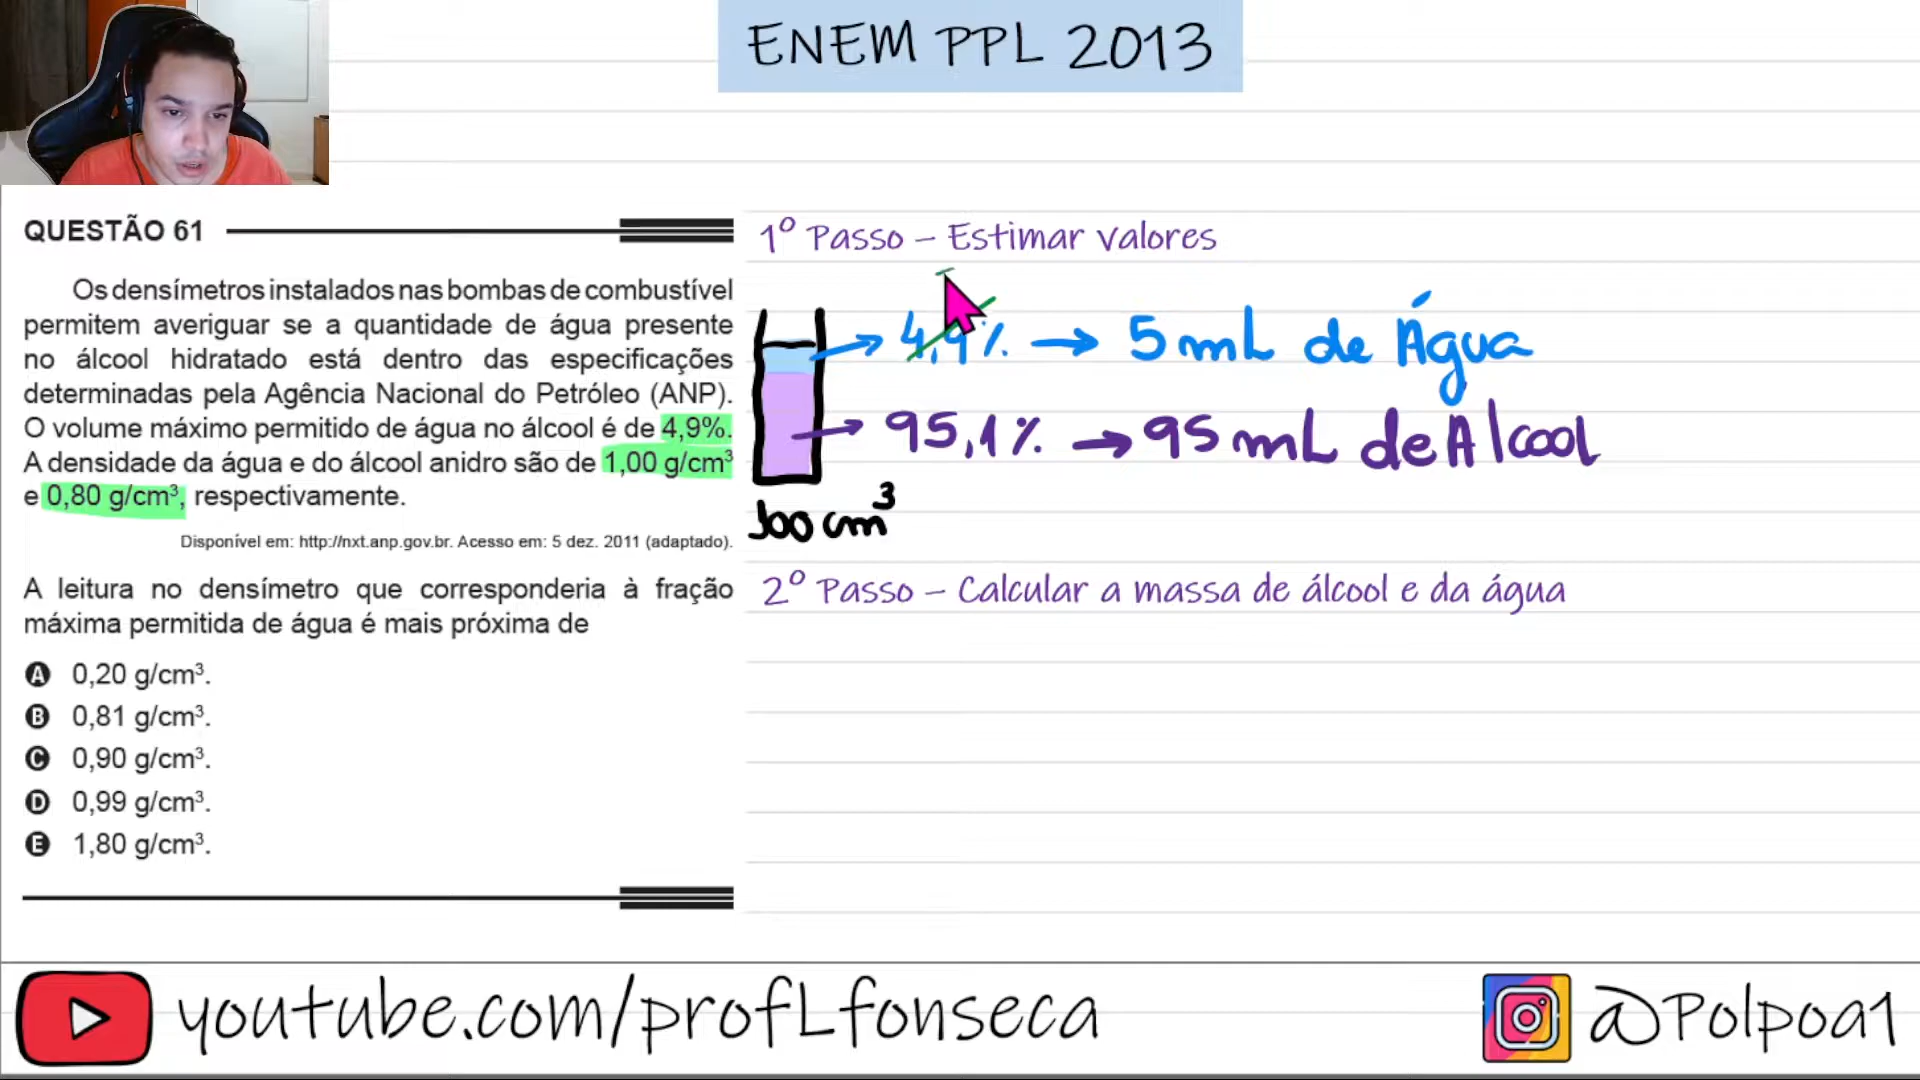 ENEM PPL 2013
QUESTÃO 61
Os densímetros instalados nas bombas de combustível
permitem averiguar se a quantidade de água presente
no álcool hidratado está dentro das especificações
determinadas pela Agência Nacional do Petróleo (ANP).
O volume máximo permitido de água no álcool é de 4,9%.
A densidade da água e do álcool anidro são de 1,00 g/cm³
e 0,80 g/cm³, respectivamente.
Disponível em: http://nxt.anp.gov.br. Acesso em: 5 dez. 2011 (adaptado).
A leitura no densímetro que corresponderia à fração
máxima permitida de água é mais próxima de
A 0,20 g/cm³.
B 0,81 g/cm³.
C 0,90 g/cm³.
D 0,99 g/cm³.
E 1,80 g/cm³.
1º Passo – Estimar valores
4,9% → 5 mL de Água
95,1% → 95 mL de Alcool
100 cm³
2º Passo – Calcular a massa de álcool e da água
youtube.com/profLfonseca
@Polpoa1